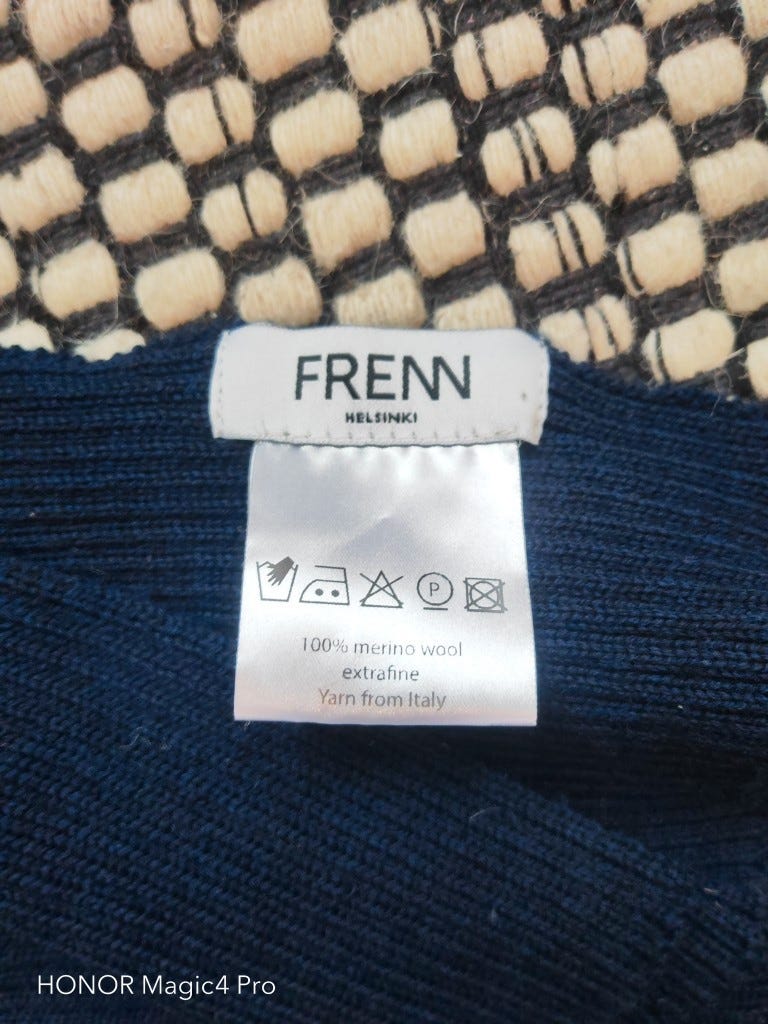 FRENN
HELSINKI
P
100% merino wool
extrafine
Yarn from Italy
HONOR Magic4 Pro